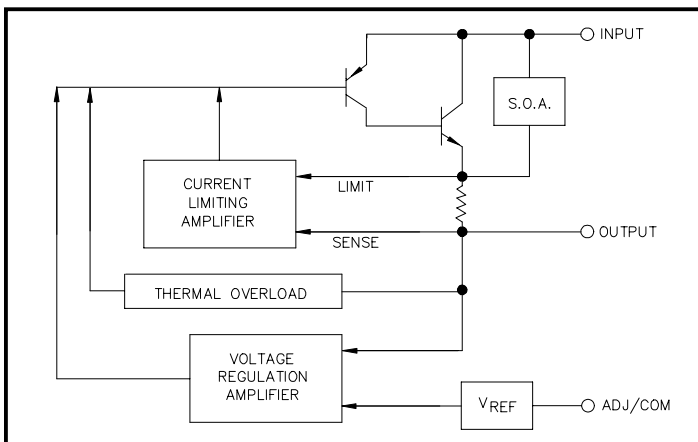 INPUT
S.O.A.
CURRENT
LIMITING
AMPLIFIER
LIMIT
SENSE
OUTPUT
THERMAL OVERLOAD
VOLTAGE
REGULATION
AMPLIFIER
VREF
ADJ/COM